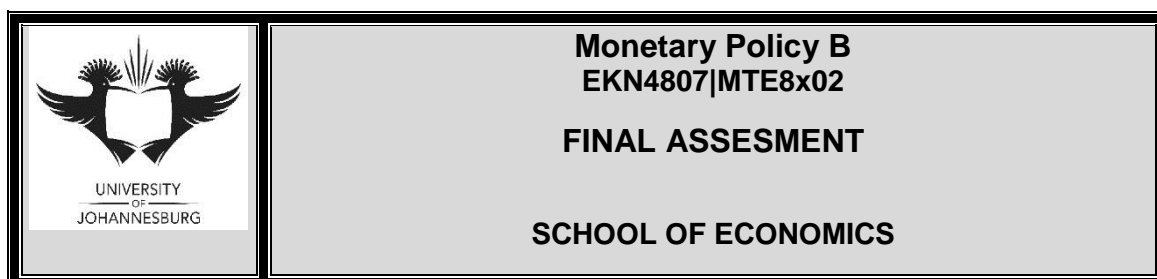 UNIVERSITY
OF
JOHANNESBURG
Monetary Policy B
EKN4807|MTE8x02
FINAL ASSESMENT
SCHOOL OF ECONOMICS